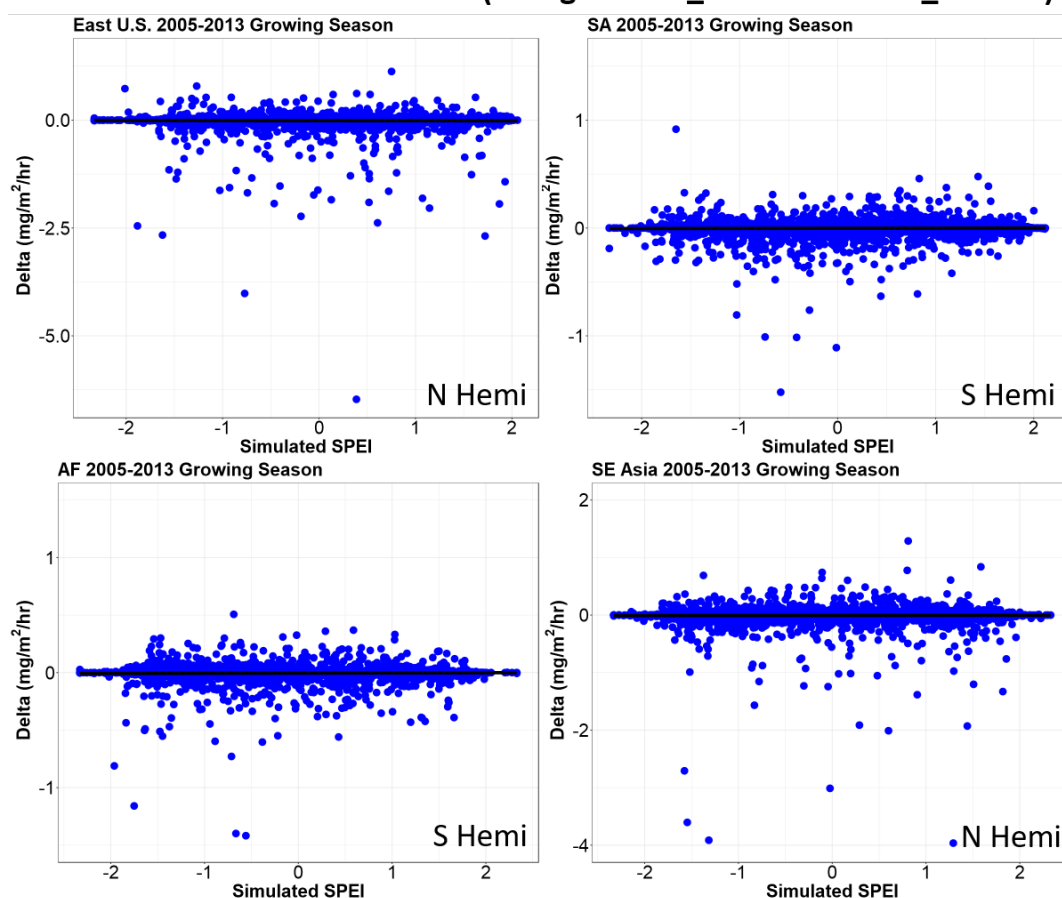 East U.S. 2005-2013 Growing Season
0.0
-2.5
-5.0
Delta (mg/m²/hr)
N Hemi
-2 -1 0 1 2
Simulated SPEI
SA 2005-2013 Growing Season
1
0
-1
Delta (mg/m²/hr)
S Hemi
-2 -1 0 1 2
Simulated SPEI
AF 2005-2013 Growing Season
1
0
-1
Delta (mg/m²/hr)
S Hemi
-2 -1 0 1 2
Simulated SPEI
SE Asia 2005-2013 Growing Season
2
0
-2
-4
Delta (mg/m²/hr)
N Hemi
-2 -1 0 1 2
Simulated SPEI